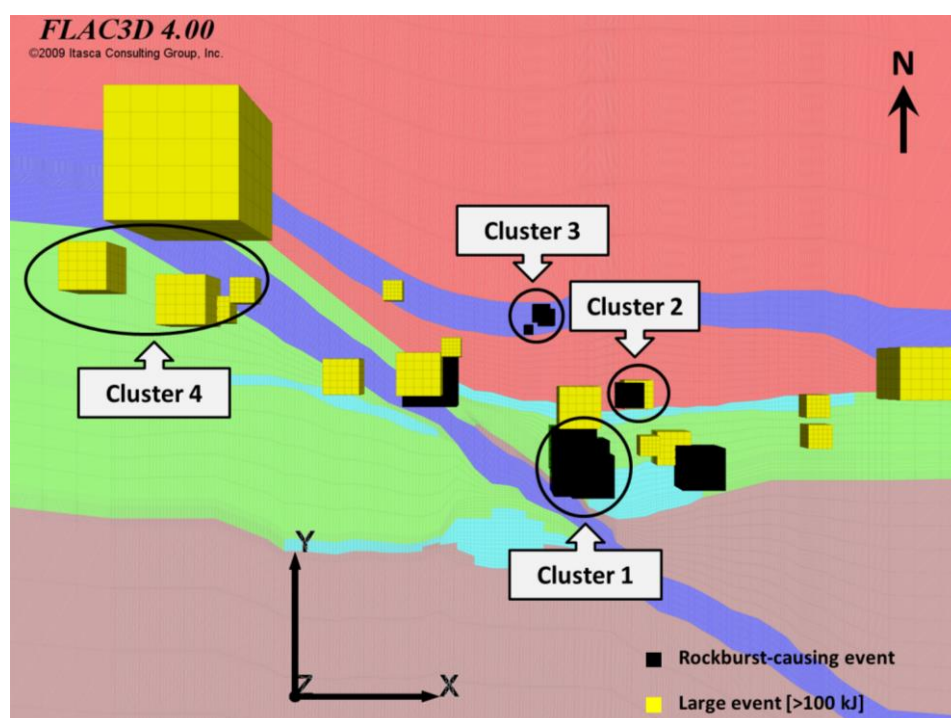 FLAC3D 4.00
©2009 Itasca Consulting Group, Inc.
N
Cluster 3
Cluster 2
Cluster 4
Cluster 1
Y
Z
X
Rockburst-causing event
Large event [>100 kJ]